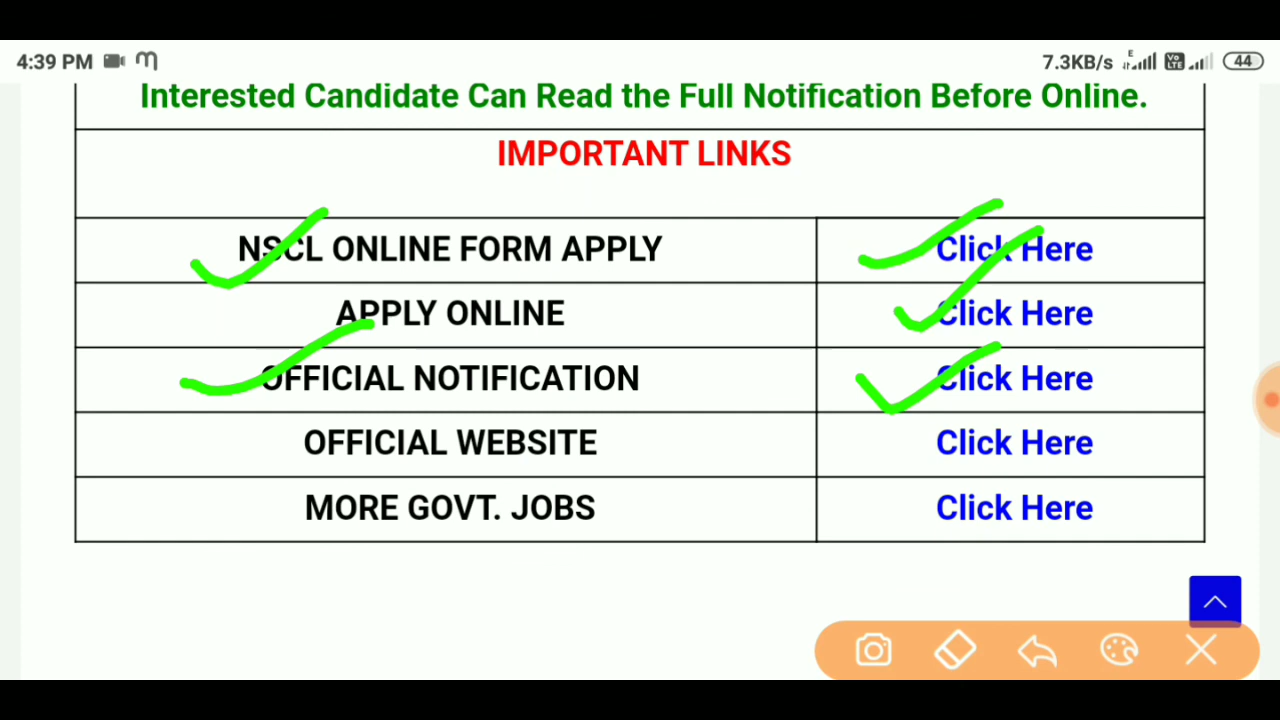 4:39 PM
7.3KB/s E Vo LTE 44
Interested Candidate Can Read the Full Notification Before Online.
IMPORTANT LINKS
NSCL ONLINE FORM APPLY Click Here
APPLY ONLINE Click Here
OFFICIAL NOTIFICATION Click Here
OFFICIAL WEBSITE Click Here
MORE GOVT. JOBS Click Here